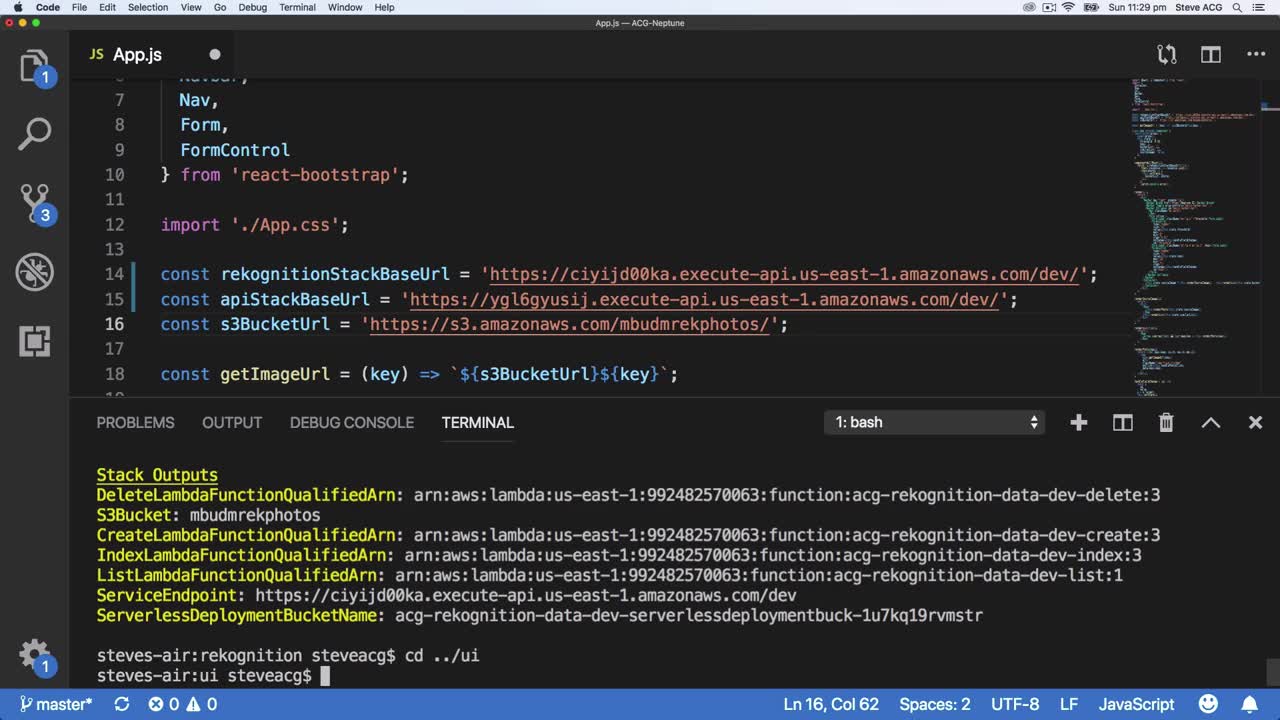 Code File Edit Selection View Go Debug Terminal Window Help Sun 11:29 pm Steve ACG
App.js — ACG-Neptune
JS App.js
1
7 Nav,
8 Form,
9 FormControl
10 } from 'react-bootstrap';
11
12 import './App.css';
13
14 const rekognitionStackBaseUrl = 'https://ciyijd00ka.execute-api.us-east-1.amazonaws.com/dev/';
15 const apiStackBaseUrl = 'https://ygl6gyusij.execute-api.us-east-1.amazonaws.com/dev/';
16 const s3BucketUrl = 'https://s3.amazonaws.com/mbudmrekphotos/';
17
18 const getImageUrl = (key) => `${s3BucketUrl}${key}`;
3
PROBLEMS OUTPUT DEBUG CONSOLE TERMINAL 1: bash
Stack Outputs
DeleteLambdaFunctionQualifiedArn: arn:aws:lambda:us-east-1:992482570063:function:acg-rekognition-data-dev-delete:3
S3Bucket: mbudmrekphotos
CreateLambdaFunctionQualifiedArn: arn:aws:lambda:us-east-1:992482570063:function:acg-rekognition-data-dev-create:3
IndexLambdaFunctionQualifiedArn: arn:aws:lambda:us-east-1:992482570063:function:acg-rekognition-data-dev-index:3
ListLambdaFunctionQualifiedArn: arn:aws:lambda:us-east-1:992482570063:function:acg-rekognition-data-dev-list:1
ServiceEndpoint: https://ciyijd00ka.execute-api.us-east-1.amazonaws.com/dev
ServerlessDeploymentBucketName: acg-rekognition-data-dev-serverlessdeploymentbuck-1u7kq19rvmstr
steves-air:rekognition steveacg$ cd ../ui
steves-air:ui steveacg$
1
master* 0 0 Ln 16, Col 62 Spaces: 2 UTF-8 LF JavaScript